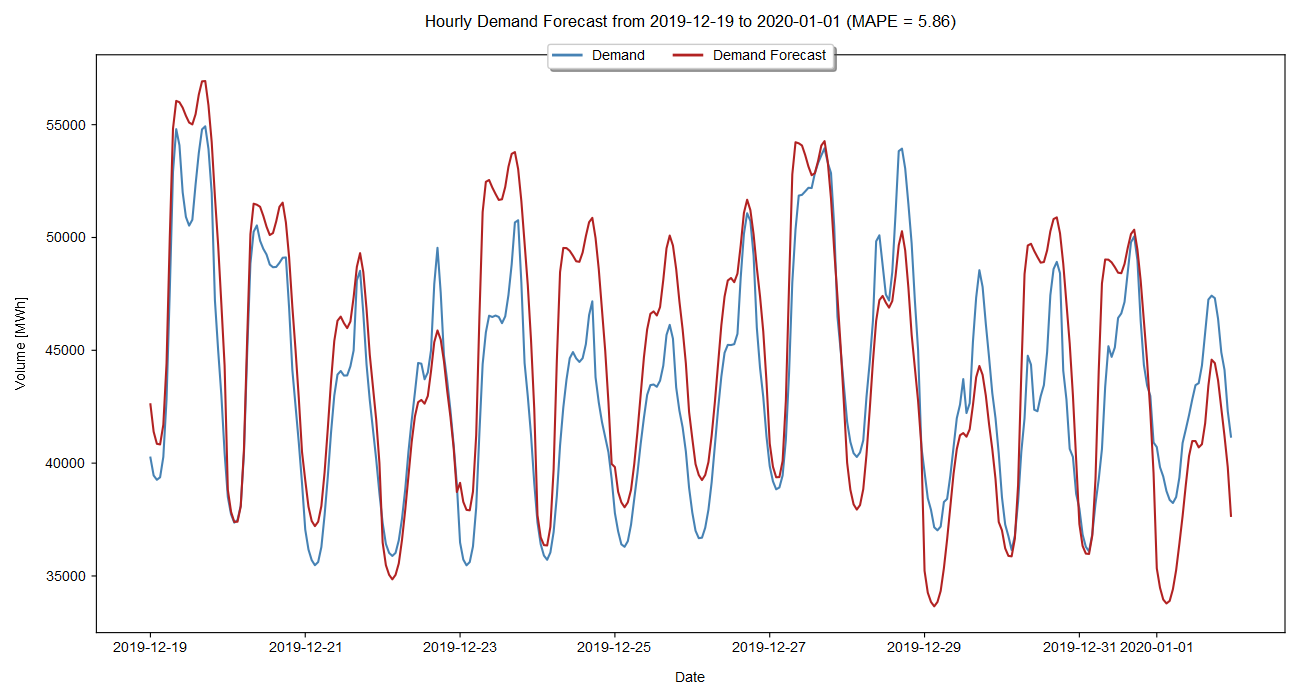 Hourly Demand Forecast from 2019-12-19 to 2020-01-01 (MAPE = 5.86)
Demand Demand Forecast
55000
50000
45000
40000
35000
Volume [MWh]
2019-12-19 2019-12-21 2019-12-23 2019-12-25 2019-12-27 2019-12-29 2019-12-31 2020-01-01
Date